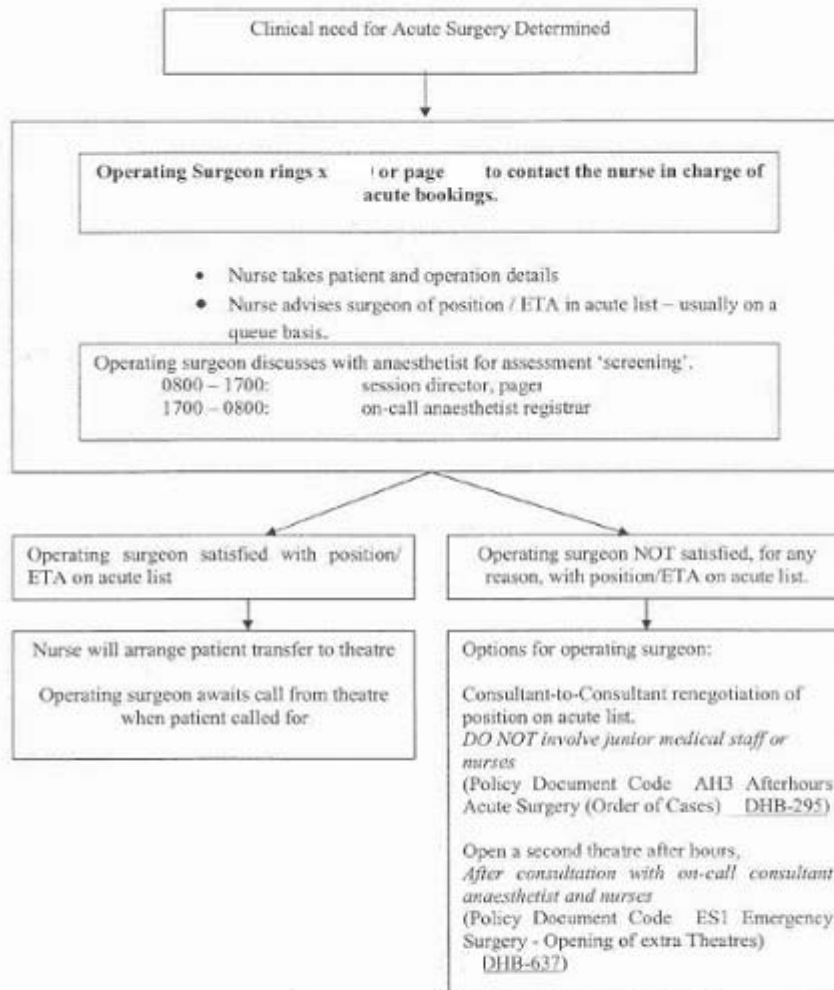 Clinical need for Acute Surgery Determined
Operating Surgeon rings x or page to contact the nurse in charge of
acute bookings.
• Nurse takes patient and operation details
• Nurse advises surgeon of position / ETA in acute list – usually on a
queue basis.
Operating surgeon discusses with anaesthetist for assessment ‘screening’.
0800 – 1700: session director, pager
1700 – 0800: on-call anaesthetist registrar
Operating surgeon satisfied with position/
ETA on acute list
Nurse will arrange patient transfer to theatre
Operating surgeon awaits call from theatre
when patient called for
Operating surgeon NOT satisfied, for any
reason, with position/ETA on acute list.
Options for operating surgeon:
Consultant-to-Consultant renegotiation of
position on acute list.
DO NOT involve junior medical staff or
nurses
(Policy Document Code AH3 Afterhours
Acute Surgery (Order of Cases) DHB-295)
Open a second theatre after hours,
After consultation with on-call consultant
anaesthetist and nurses
(Policy Document Code ES1 Emergency
Surgery - Opening of extra Theatres)
DHB-637)